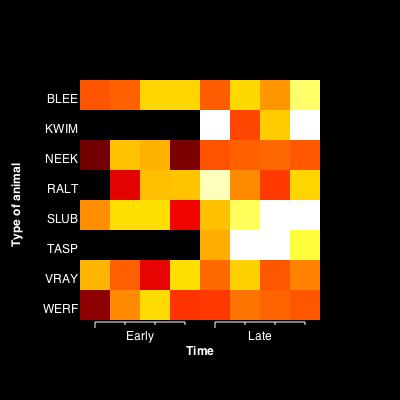 BLEE
KWIM
NEEK
RALT
SLUB
TASP
VRAY
WERF
Type of animal
Early Late
Time